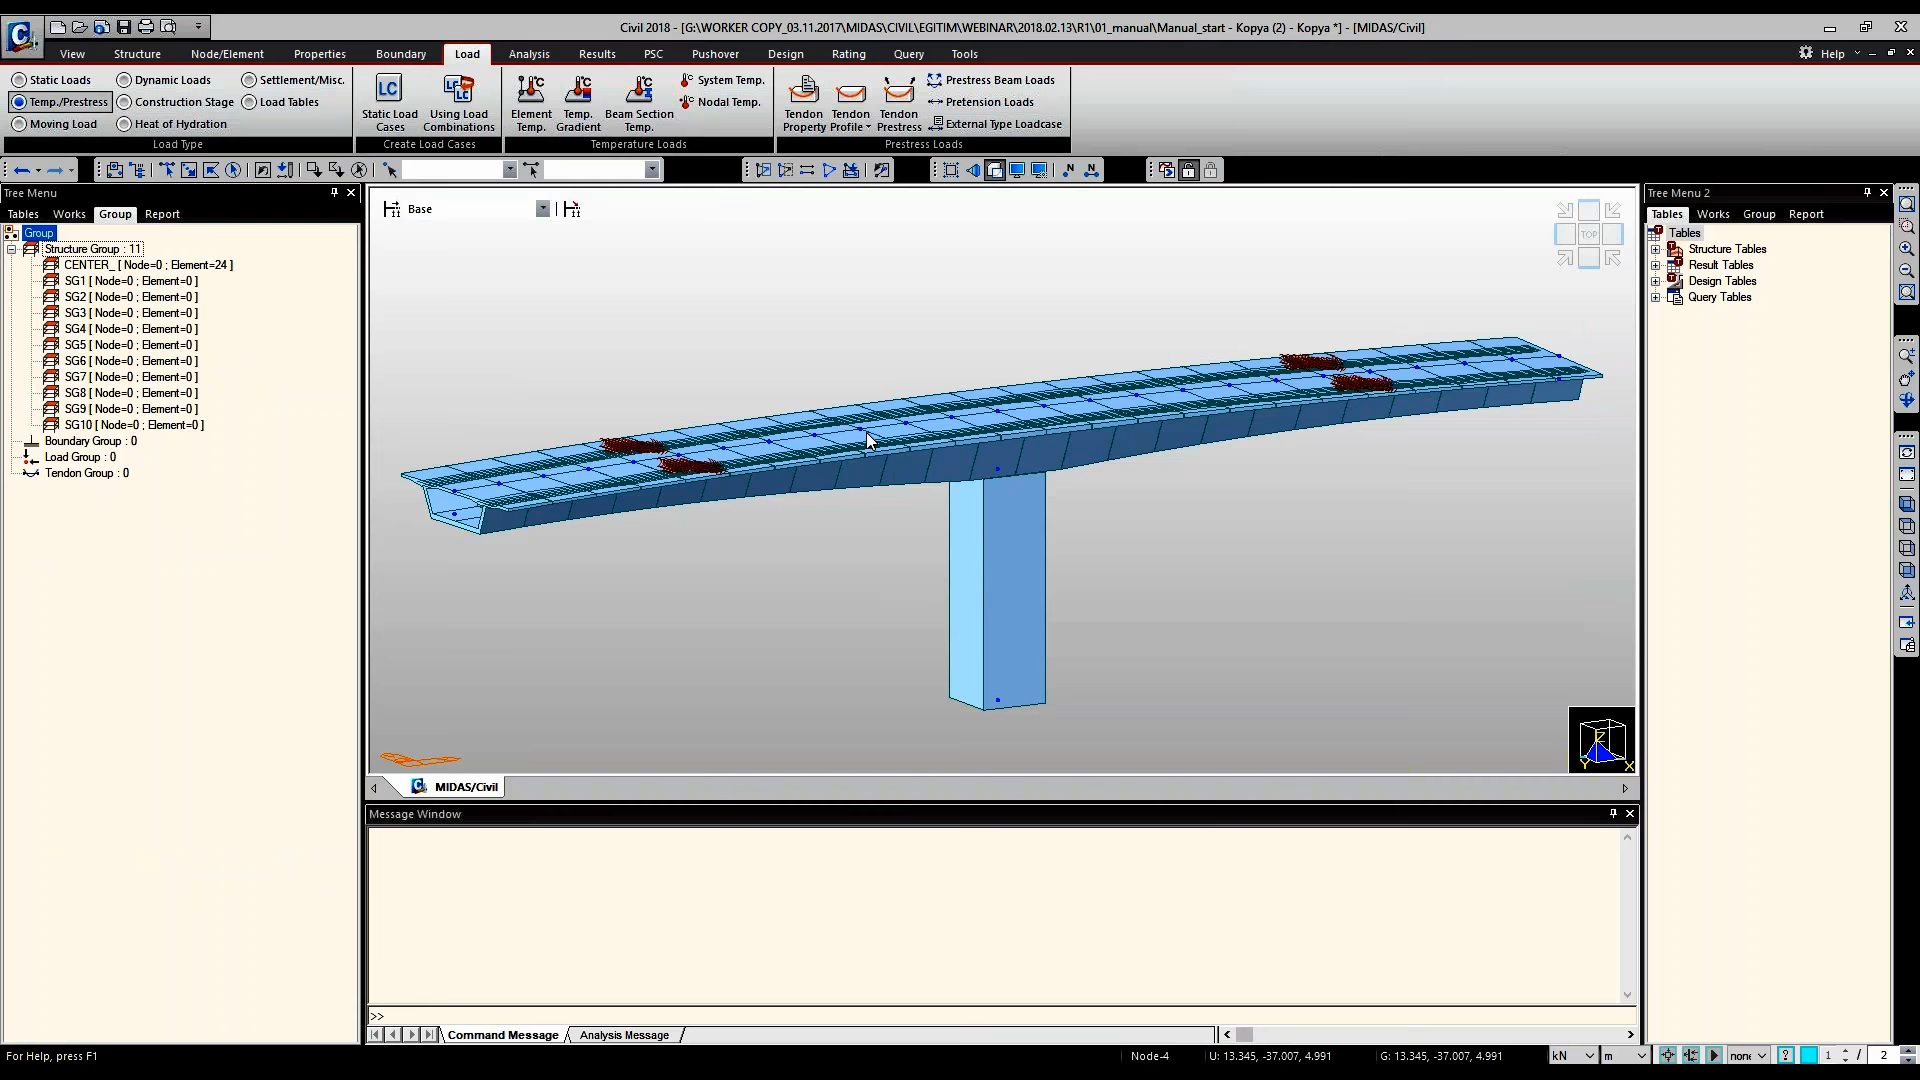 Civil 2018 - [G:\WORKER COPY_03.11.2017\MIDAS\CIVIL\EGITIM\WEBINAR\2018.02.13\R1\01_manual\Manual_start - Kopya (2) - Kopya *] - [MIDAS/Civil]
View Structure Node/Element Properties Boundary Load Analysis Results PSC Pushover Design Rating Query Tools Help
Static Loads Dynamic Loads Settlement/Misc.
Temp./Prestress Construction Stage Load Tables
Moving Load Heat of Hydration
Load Type
LC
Static Load Cases
Using Load Combinations
Create Load Cases
Element Temp.
Temp. Gradient
Beam Section Temp.
System Temp.
Nodal Temp.
Temperature Loads
Tendon Property
Tendon Profile
Tendon Prestress
Prestress Beam Loads
Pretension Loads
External Type Loadcase
Prestress Loads
Tree Menu
Tables Works Group Report
Group
Structure Group : 11
CENTER_ [ Node=0 ; Element=24 ]
SG1 [ Node=0 ; Element=0 ]
SG2 [ Node=0 ; Element=0 ]
SG3 [ Node=0 ; Element=0 ]
SG4 [ Node=0 ; Element=0 ]
SG5 [ Node=0 ; Element=0 ]
SG6 [ Node=0 ; Element=0 ]
SG7 [ Node=0 ; Element=0 ]
SG8 [ Node=0 ; Element=0 ]
SG9 [ Node=0 ; Element=0 ]
SG10 [ Node=0 ; Element=0 ]
Boundary Group : 0
Load Group : 0
Tendon Group : 0
Base
TOP
Z
Y X
MIDAS/Civil
Message Window
>>
Command Message Analysis Message
Tree Menu 2
Tables Works Group Report
Tables
Structure Tables
Result Tables
Design Tables
Query Tables
For Help, press F1
Node-4
U: 13.345, -37.007, 4.991
G: 13.345, -37.007, 4.991
kN
m
none
1 / 2